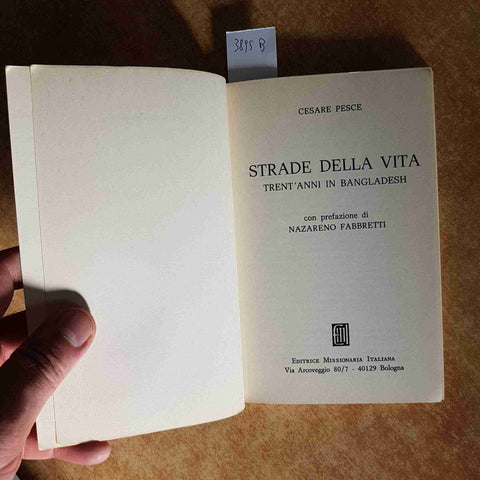 3895 B
CESARE PESCE
STRADE DELLA VITA
TRENT'ANNI IN BANGLADESH
con prefazione di
NAZARENO FABBRETTI
EDITRICE MISSIONARIA ITALIANA
Via Arcoveggio 80/7 - 40129 Bologna